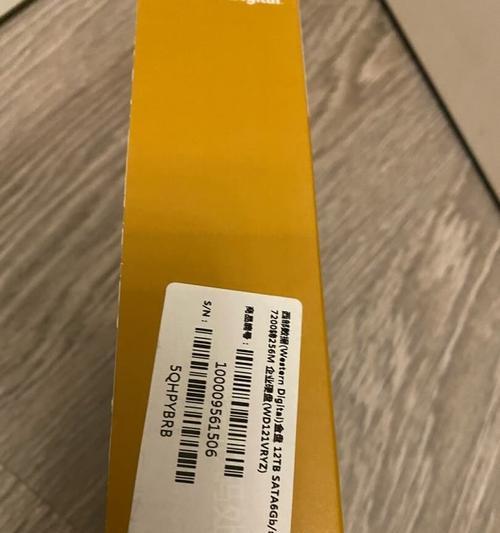 西部数据(Western Digital)金盘 12TB SATA6Gb/
7200转256M 企业硬盘(WD121VRYZ)
商品编号：
100009561506
S/N：
5QHPYBRB